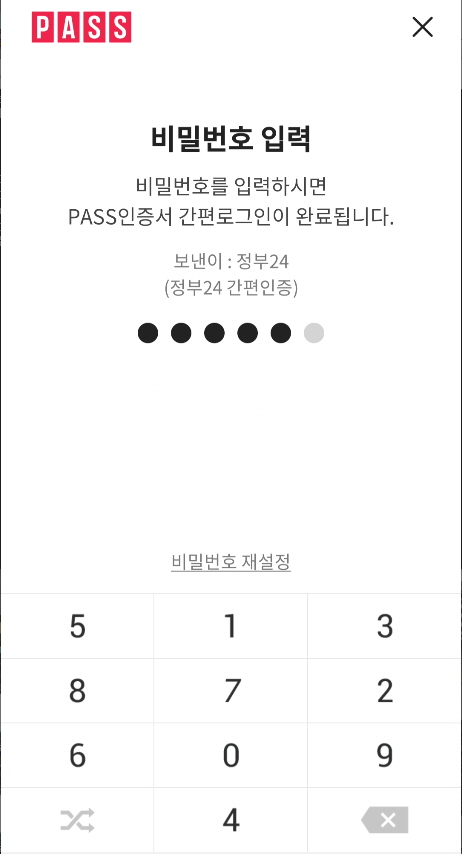 PASS
비밀번호 입력
비밀번호를 입력하시면
PASS인증서 간편로그인이 완료됩니다.
보낸이 : 정부24
(정부24 간편인증)
비밀번호 재설정
5 1 3
8 7 2
6 0 9
4